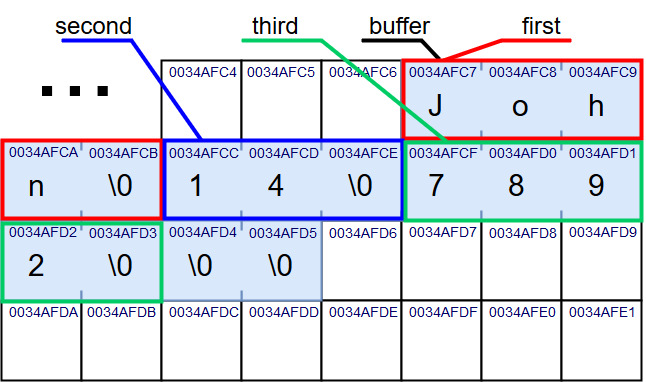 second third buffer first
... 0034AFC4 0034AFC5 0034AFC6 0034AFC7 0034AFC8 0034AFC9
J o h
0034AFCA 0034AFCB 0034AFCC 0034AFCD 0034AFCE 0034AFCF 0034AFD0 0034AFD1
n \0 1 4 \0 7 8 9
0034AFD2 0034AFD3 0034AFD4 0034AFD5 0034AFD6 0034AFD7 0034AFD8 0034AFD9
2 \0 \0 \0
0034AFDA 0034AFDB 0034AFDC 0034AFDD 0034AFDE 0034AFDF 0034AFE0 0034AFE1